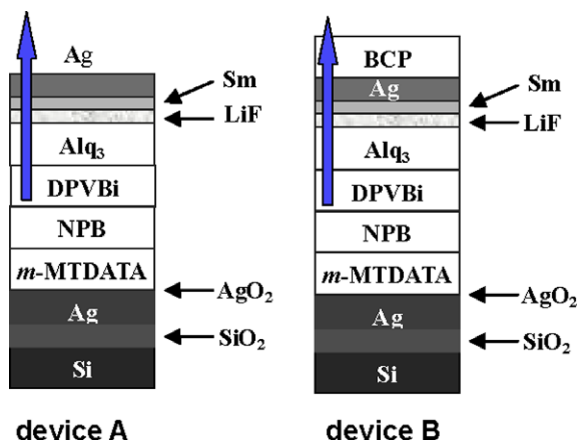 Ag
Sm
LiF
Alq3
DPVBi
NPB
m-MTDATA
AgO2
Ag
SiO2
Si
device A
BCP
Ag
Sm
LiF
Alq3
DPVBi
NPB
m-MTDATA
AgO2
Ag
SiO2
Si
device B